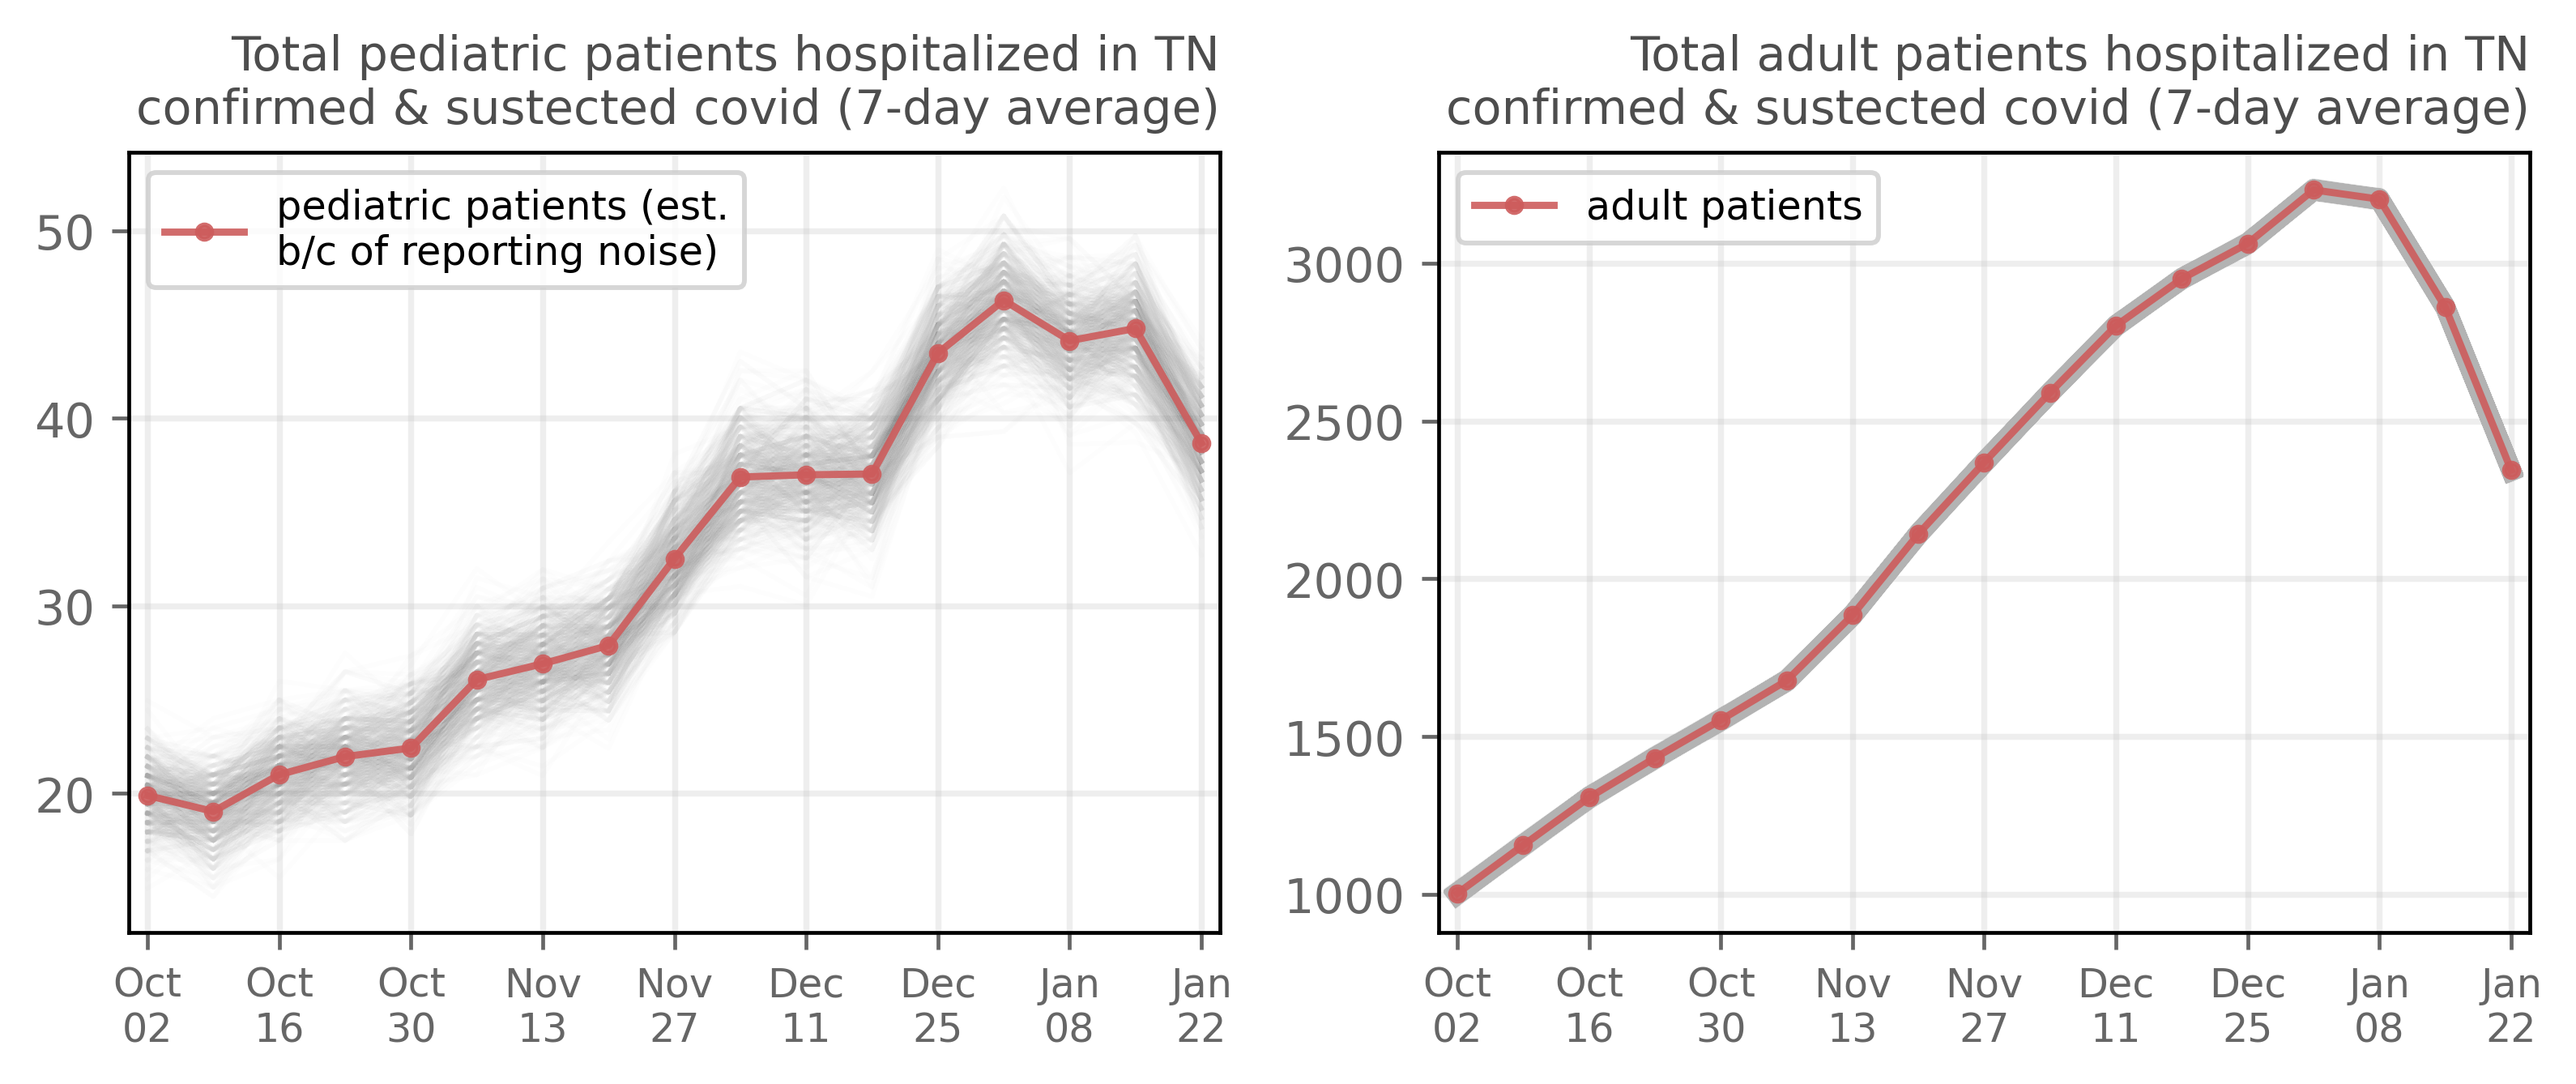 Total pediatric patients hospitalized in TN
confirmed & sustected covid (7-day average)
pediatric patients (est.
b/c of reporting noise)
50
40
30
20
Oct Oct Oct Nov Nov Dec Dec Jan Jan
02 16 30 13 27 11 25 08 22
Total adult patients hospitalized in TN
confirmed & sustected covid (7-day average)
adult patients
3000
2500
2000
1500
1000
Oct Oct Oct Nov Nov Dec Dec Jan Jan
02 16 30 13 27 11 25 08 22